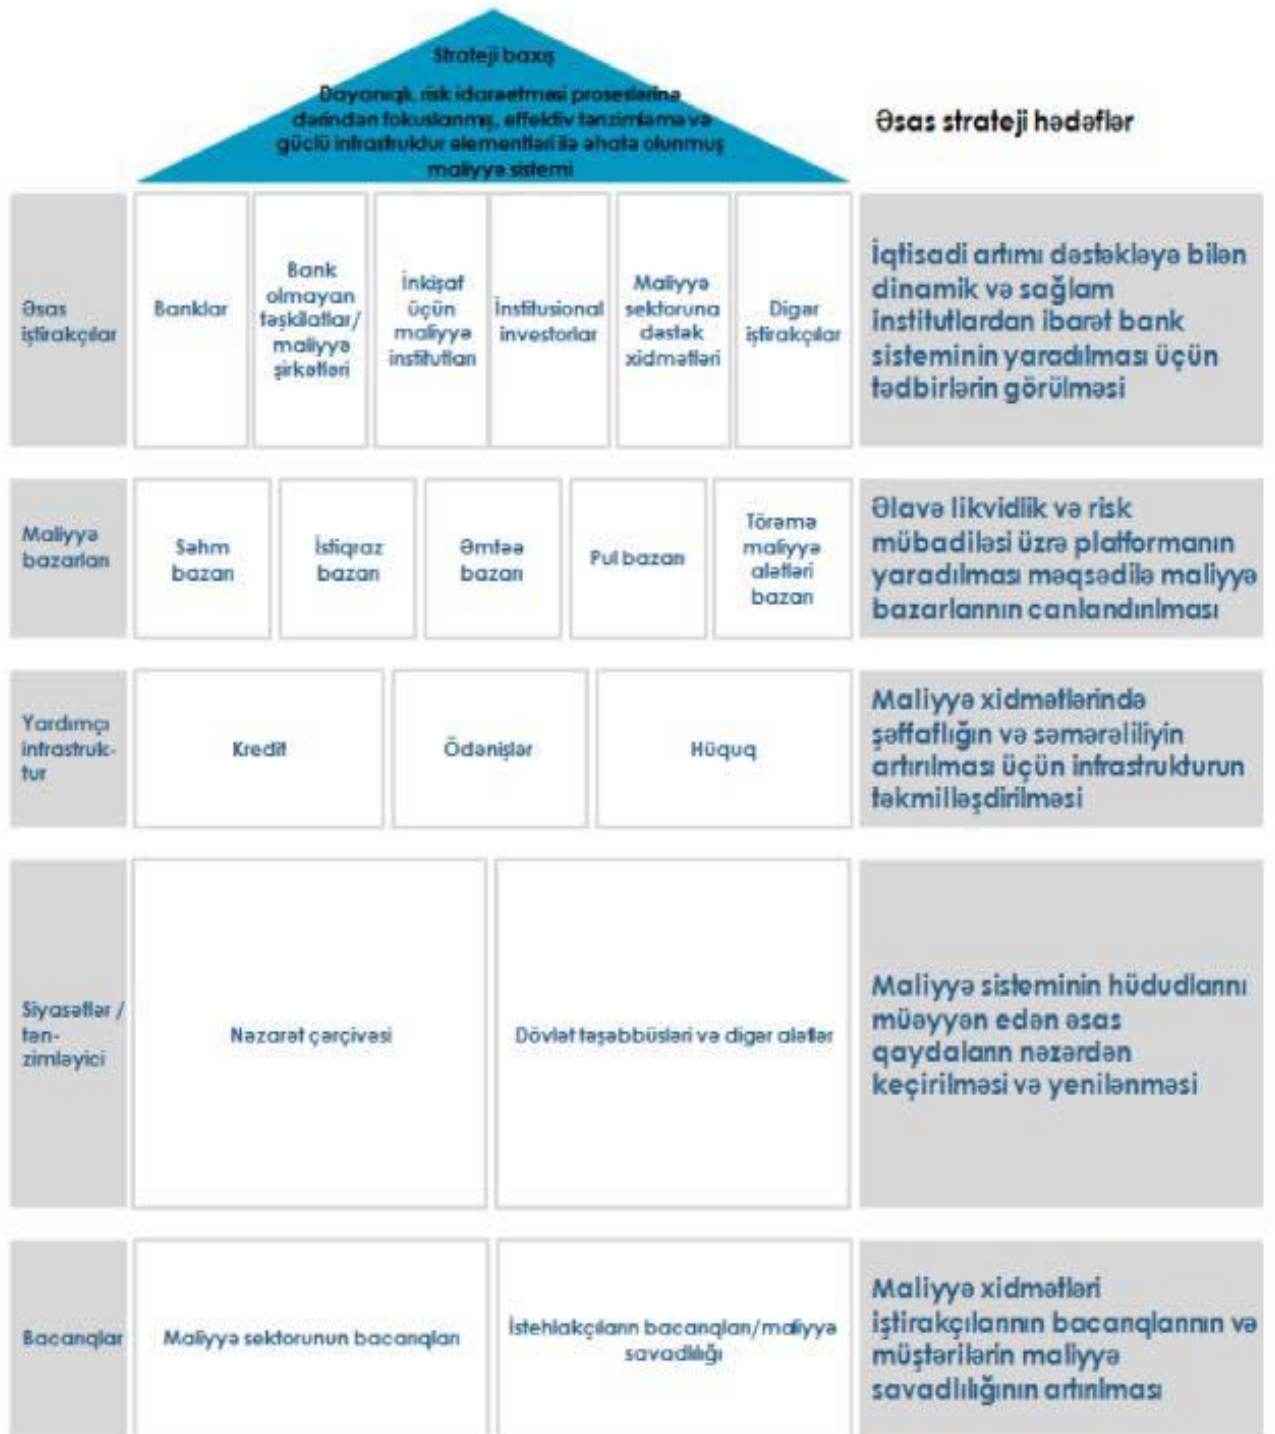 Strateji baxış
Dayanıqlı, risk idarəetməsi proseslərinə
dərindən fokuslanmış, effektiv tənzimləmə və
güclü infrastruktur elementləri ilə əhatə olunmuş
maliyyə sistemi
Əsas strateji hədəflər
Əsas
iştirakçılar
Banklar
Bank
olmayan
təşkilatlar/
maliyyə
şirkətləri
İnkişaf
üçün
maliyyə
institutları
İnstitusional
investorlar
Maliyyə
sektoruna
dəstək
xidmətləri
Digər
iştirakçılar
İqtisadi artımı dəstəkləyə bilən
dinamik və sağlam
institutlardan ibarət bank
sisteminin yaradılması üçün
tədbirlərin görülməsi
Maliyyə
bazarları
Səhm
bazarı
İstiqraz
bazarı
Əmtəə
bazarı
Pul bazarı
Törəmə
maliyyə
alətləri
bazarı
Əlavə likvidlik və risk
mübadiləsi üzrə platformanın
yaradılması məqsədilə maliyyə
bazarlarının canlandırılması
Yardımçı
infrastruk-
tur
Kredit
Ödənişlər
Hüquq
Maliyyə xidmətlərində
şəffaflığın və səmərəliliyin
artırılması üçün infrastrukturun
təkmilləşdirilməsi
Siyasətlər /
tən-
zimləyici
Nəzarət çərçivəsi
Dövlət təşəbbüsləri və digər alətlər
Maliyyə sisteminin hüdudlarını
müəyyən edən əsas
qaydaların nəzərdən
keçirilməsi və yenilənməsi
Bacarıqlar
Maliyyə sektorunun bacarıqları
İstehlakçıların bacarıqları/maliyyə
savadlılığı
Maliyyə xidmətləri
iştirakçılarının bacarıqlarının və
müştərilərin maliyyə
savadlılığının artırılması